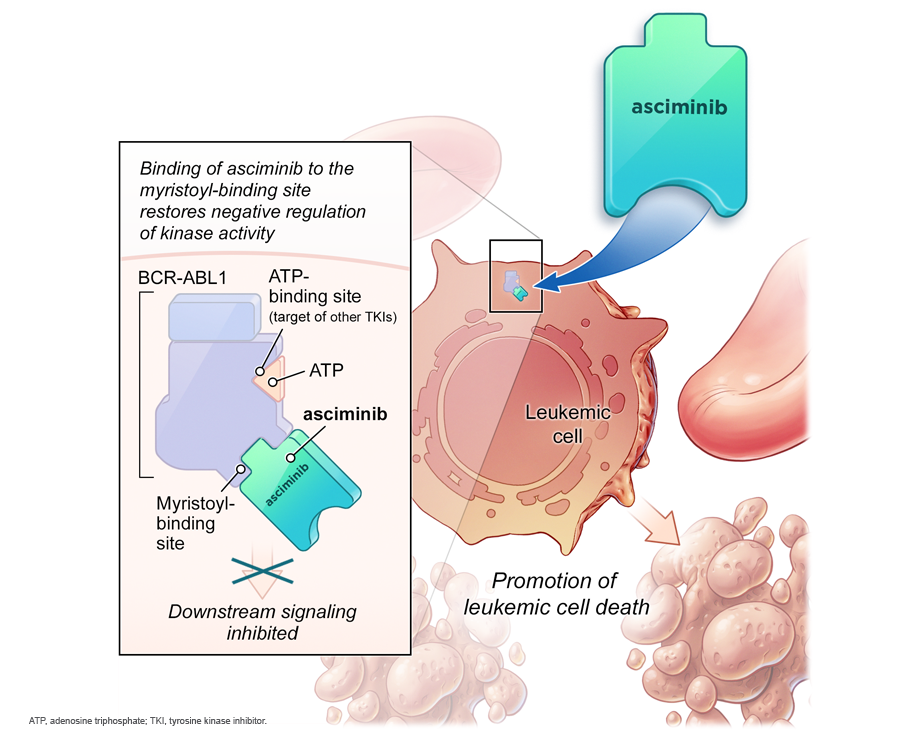 asciminib
Binding of asciminib to the
myristoyl-binding site
restores negative regulation
of kinase activity
BCR-ABL1
ATP-
binding site
(target of other TKIs)
ATP
asciminib
asciminib
Myristoyl-
binding
site
Downstream signaling
inhibited
Leukemic
cell
Promotion of
leukemic cell death
ATP, adenosine triphosphate; TKI, tyrosine kinase inhibitor.